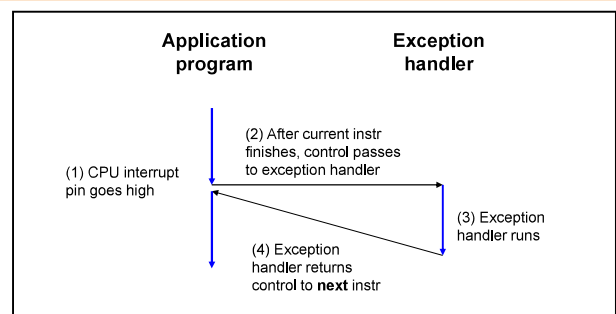 Application
program
Exception
handler
(1) CPU interrupt
pin goes high
(2) After current instr
finishes, control passes
to exception handler
(3) Exception
handler runs
(4) Exception
handler returns
control to next instr